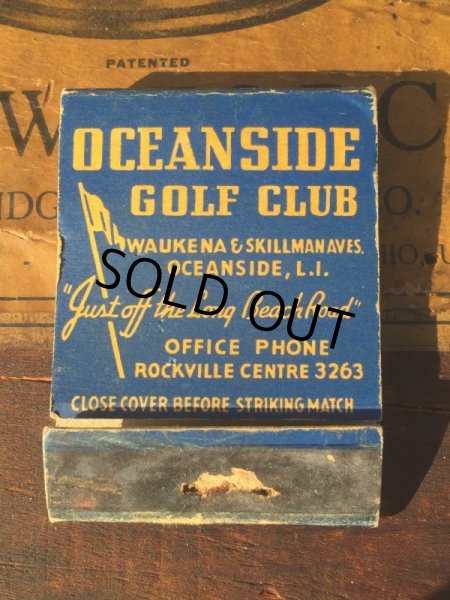 PATENTED
OCEANSIDE
GOLF CLUB
WAUKENA & SKILLMAN AVES.
OCEANSIDE, L.I.
"Just off the Long Beach Road"
SOLD OUT
OFFICE PHONE
ROCKVILLE CENTRE 3263
CLOSE COVER BEFORE STRIKING MATCH